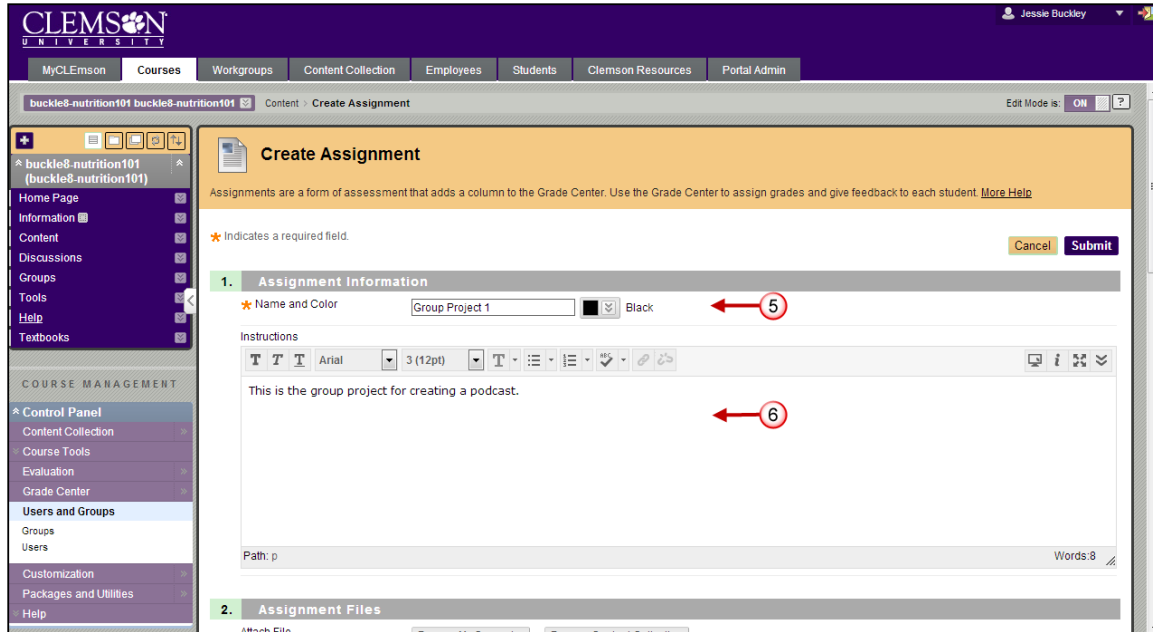 Jessie Buckley
CLEMSON
UNIVERSITY
MyCLEmson Courses Workgroups Content Collection Employees Students Clemson Resources Portal Admin
buckle8-nutrition101 buckle8-nutrition101 Content > Create Assignment Edit Mode is: ON ?
buckle8-nutrition101
(buckle8-nutrition101)
Home Page
Information
Content
Discussions
Groups
Tools
Help
Textbooks
COURSE MANAGEMENT
Control Panel
Content Collection
Course Tools
Evaluation
Grade Center
Users and Groups
Groups
Users
Customization
Packages and Utilities
Help
Create Assignment
Assignments are a form of assessment that adds a column to the Grade Center. Use the Grade Center to assign grades and give feedback to each student. More Help
Indicates a required field.
Cancel Submit
1. Assignment Information
Name and Color Group Project 1 Black 5
Instructions
T T T Arial 3 (12pt) T ABC i
This is the group project for creating a podcast.
6
Path: p Words:8
2. Assignment Files
Attach File